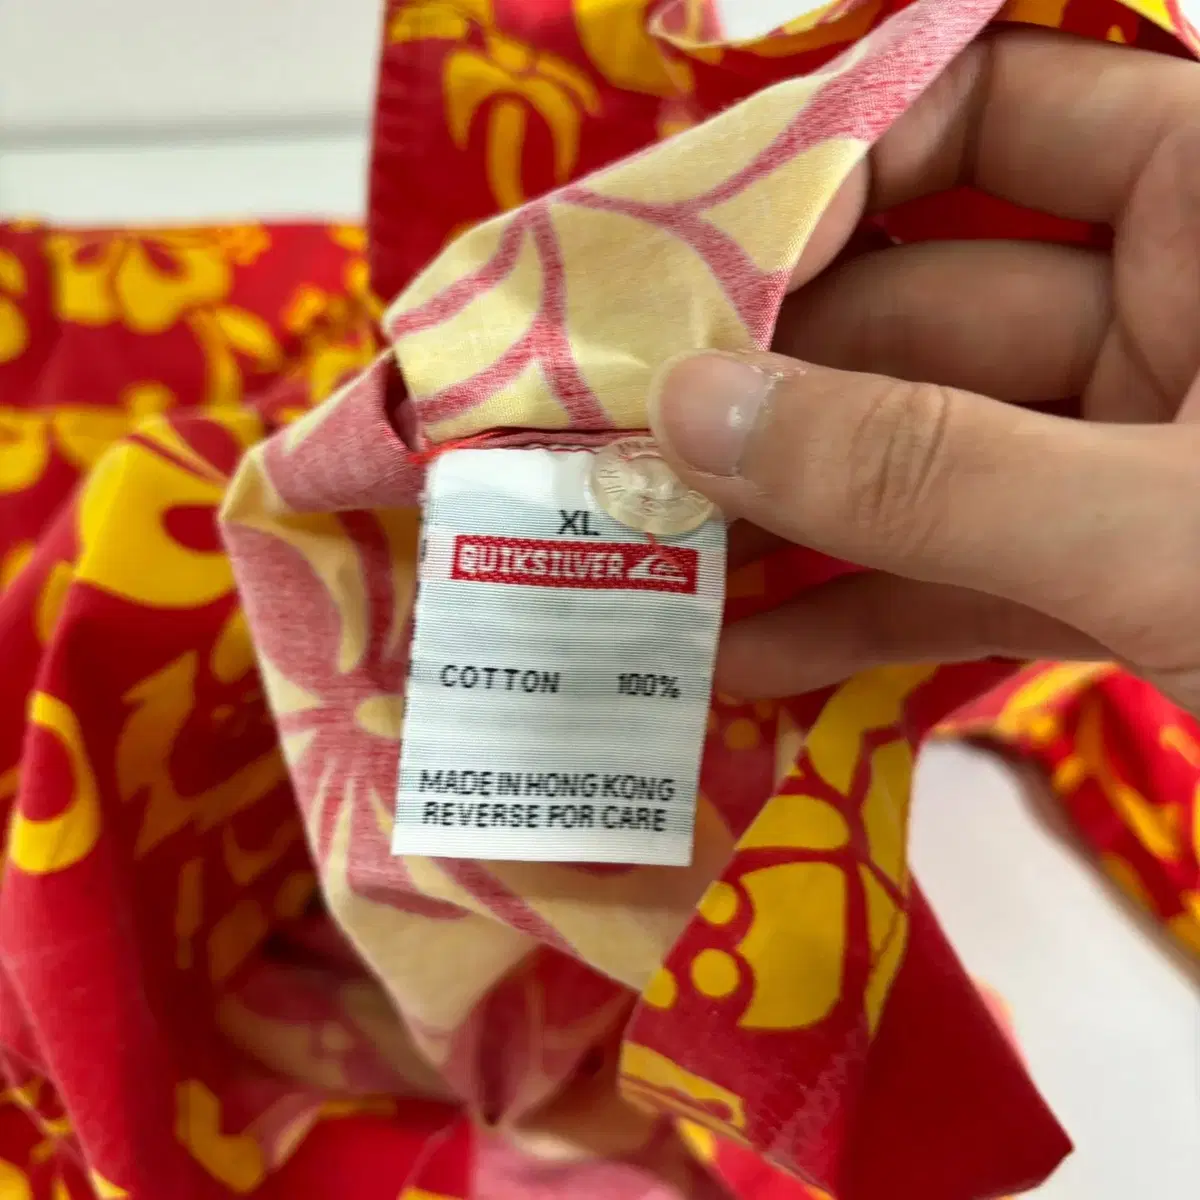 XL
QUIKSILVER
COTTON 100%
MADE IN HONG KONG
REVERSE FOR CARE